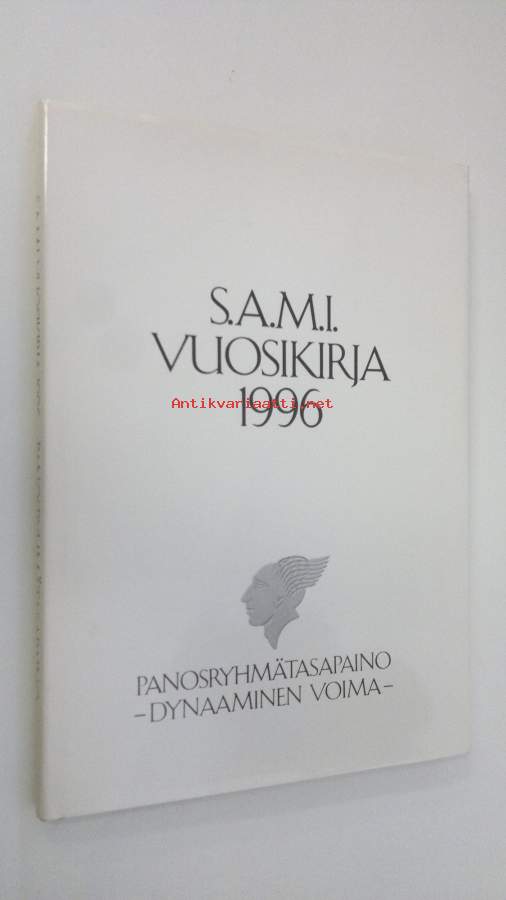 S.A.M.I.
VUOSIKIRJA
1996
Antikvariaatti.net
PANOSRYHMÄTASAPAINO
-DYNAAMINEN VOIMA-